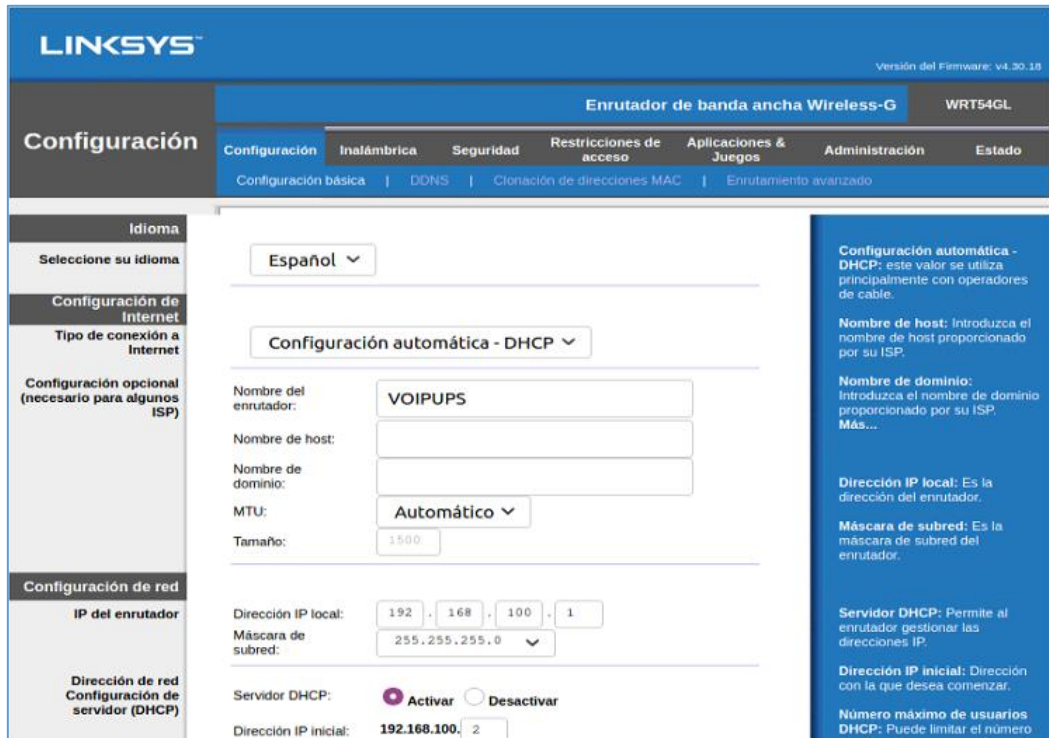 LINKSYS
Versión del Firmware: v4.30.18
Enrutador de banda ancha Wireless-G WRT54GL
Configuración
Configuración Inalámbrica Seguridad Restricciones de acceso Aplicaciones & Juegos Administración Estado
Configuración básica | DDNS | Clonación de direcciones MAC | Enrutamiento avanzado
Idioma
Seleccione su idioma
Español
Configuración de
Internet
Tipo de conexión a
Internet
Configuración automática - DHCP
Configuración opcional
(necesario para algunos
ISP)
Nombre del
enrutador:
VOIPUPS
Nombre de host:
Nombre de
dominio:
MTU:
Automático
Tamaño:
1500
Configuración de red
IP del enrutador
Dirección IP local:
192 . 168 . 100 . 1
Máscara de
subred:
255.255.255.0
Dirección de red
Configuración de
servidor (DHCP)
Servidor DHCP:
Activar Desactivar
Dirección IP inicial:
192.168.100. 2
Configuración automática -
DHCP: este valor se utiliza
principalmente con operadores
de cable.
Nombre de host: Introduzca el
nombre de host proporcionado
por su ISP.
Nombre de dominio:
Introduzca el nombre de dominio
proporcionado por su ISP.
Más...
Dirección IP local: Es la
dirección del enrutador.
Máscara de subred: Es la
máscara de subred del
enrutador.
Servidor DHCP: Permite al
enrutador gestionar las
direcciones IP.
Dirección IP inicial: Dirección
con la que desea comenzar.
Número máximo de usuarios
DHCP: Puede limitar el número